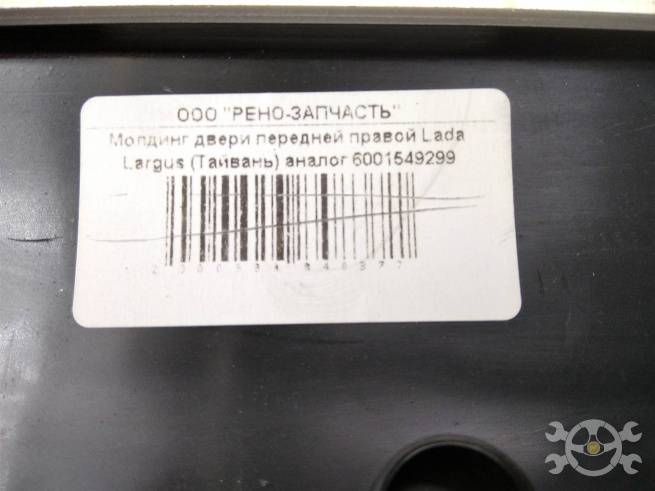 ООО "РЕНО-ЗАПЧАСТЬ"
Молдинг двери передней правой Lada
Largus (Тайвань) аналог 6001549299